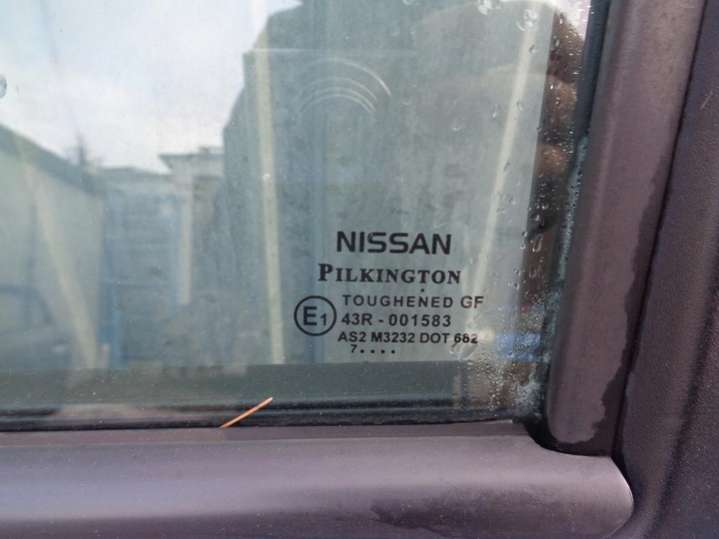 NISSAN
PILKINGTON
TOUGHENED GF
E1 43R - 001583
AS2 M3232 DOT 682
7....